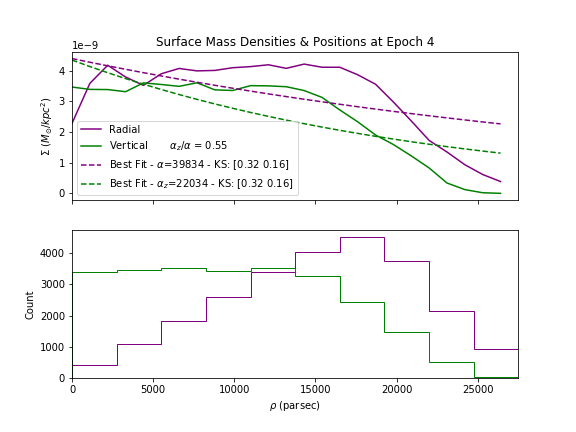 Surface Mass Densities & Positions at Epoch 4
1e−9
4
3
2
1
0
Σ (M⊙/kpc²)
Radial
Vertical αz/α = 0.55
Best Fit - α=39834 - KS: [0.32 0.16]
Best Fit - αz=22034 - KS: [0.32 0.16]
4000
3000
2000
1000
0
Count
0 5000 10000 15000 20000 25000
ρ (parsec)